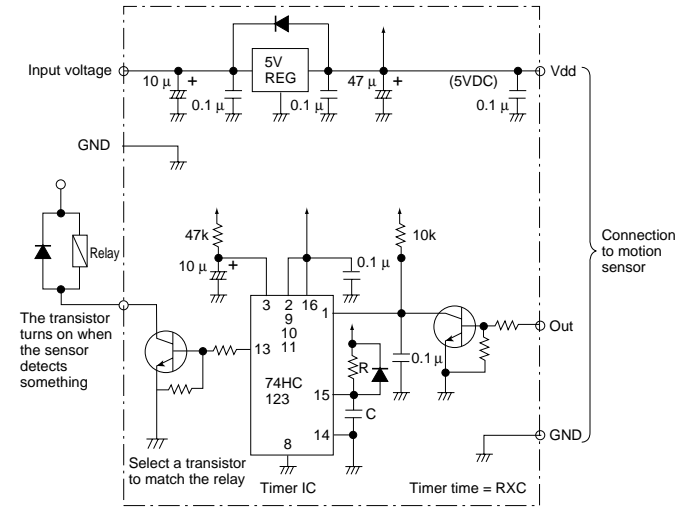 Input voltage
10 µ
+
0.1 µ
5V
REG
0.1 µ
47 µ
+
(5VDC)
0.1 µ
Vdd
GND
47k
10 µ
+
0.1 µ
10k
Relay
3
2
16
9
10
11
1
13
15
14
8
74HC
123
R
C
0.1 µ
Out
GND
Connection
to motion
sensor
The transistor
turns on when
the sensor
detects
something
Select a transistor
to match the relay
Timer IC
Timer time = RXC